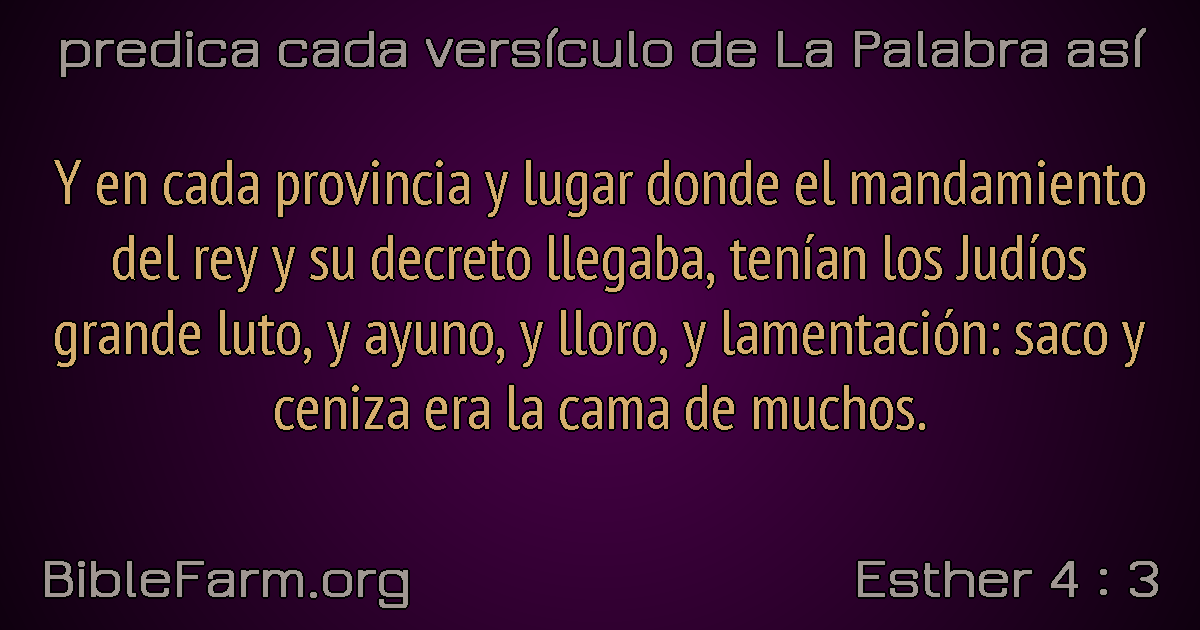 predica cada versículo de La Palabra así
Y en cada provincia y lugar donde el mandamiento
del rey y su decreto llegaba, tenían los Judíos
grande luto, y ayuno, y lloro, y lamentación: saco y
ceniza era la cama de muchos.
BibleFarm.org
Esther 4 : 3